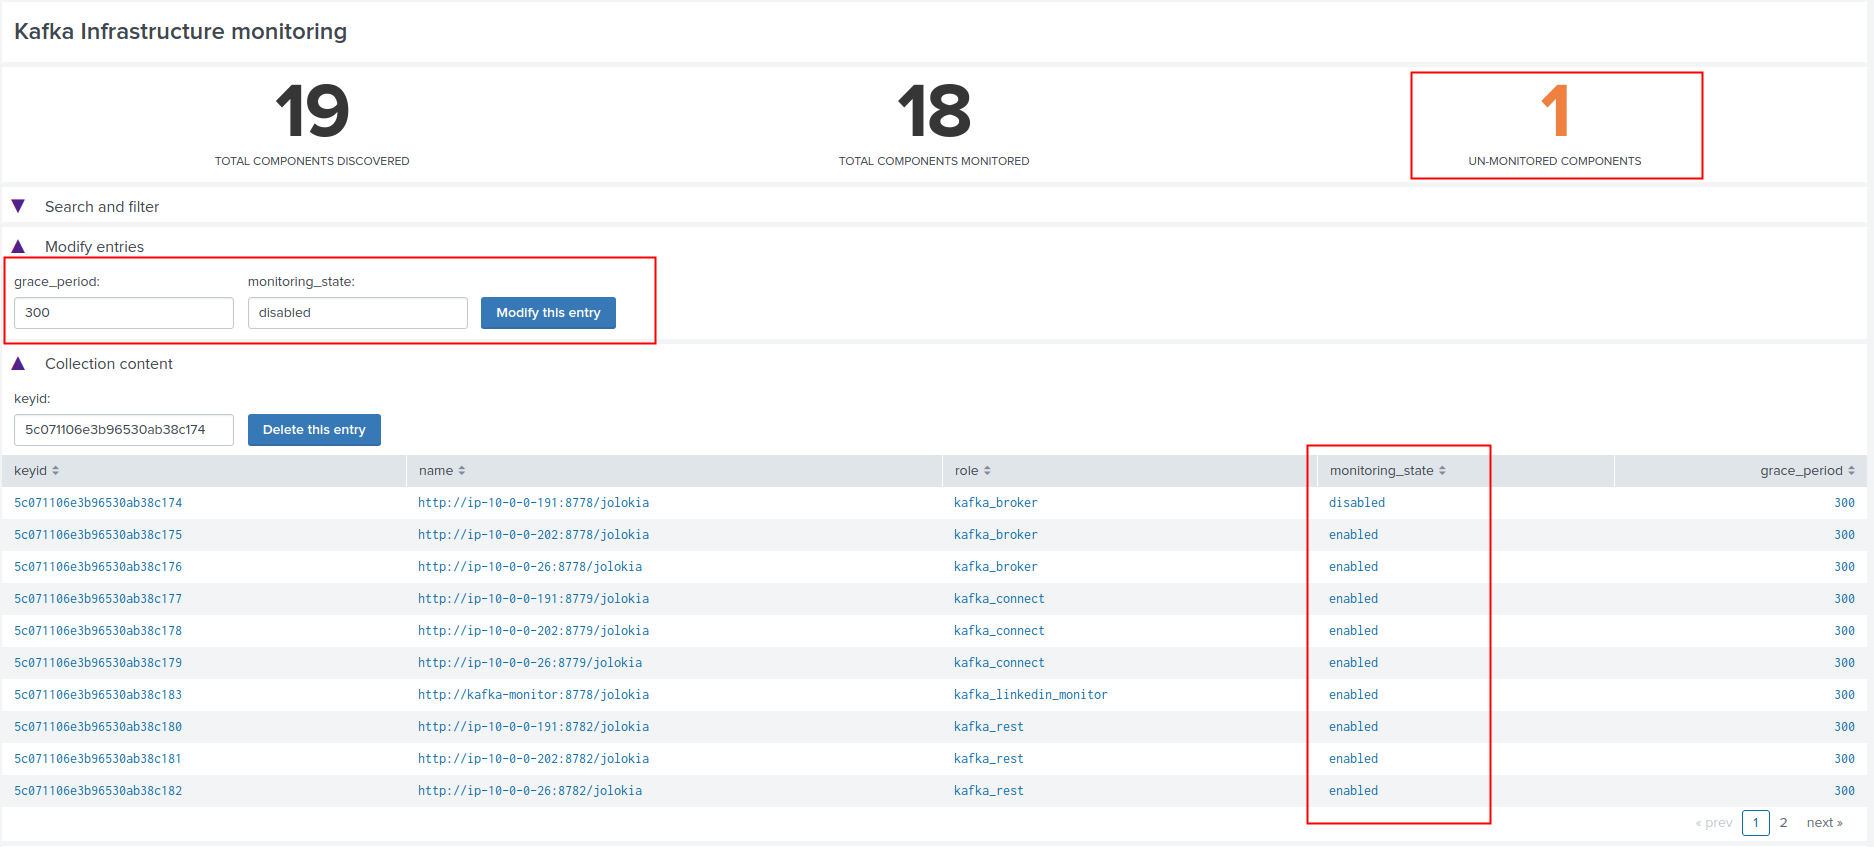 Kafka Infrastructure monitoring
19 18 1
TOTAL COMPONENTS DISCOVERED TOTAL COMPONENTS MONITORED UN-MONITORED COMPONENTS
Search and filter
Modify entries
grace_period: monitoring_state:
300 disabled Modify this entry
Collection content
keyid:
5c071106e3b96530ab38c174 Delete this entry
keyid name role monitoring_state grace_period
5c071106e3b96530ab38c174 http://ip-10-0-0-191:8778/jolokia kafka_broker disabled 300
5c071106e3b96530ab38c175 http://ip-10-0-0-202:8778/jolokia kafka_broker enabled 300
5c071106e3b96530ab38c176 http://ip-10-0-0-26:8778/jolokia kafka_broker enabled 300
5c071106e3b96530ab38c177 http://ip-10-0-0-191:8779/jolokia kafka_connect enabled 300
5c071106e3b96530ab38c178 http://ip-10-0-0-202:8779/jolokia kafka_connect enabled 300
5c071106e3b96530ab38c179 http://ip-10-0-0-26:8779/jolokia kafka_connect enabled 300
5c071106e3b96530ab38c183 http://kafka-monitor:8778/jolokia kafka_linkedin_monitor enabled 300
5c071106e3b96530ab38c180 http://ip-10-0-0-191:8782/jolokia kafka_rest enabled 300
5c071106e3b96530ab38c181 http://ip-10-0-0-202:8782/jolokia kafka_rest enabled 300
5c071106e3b96530ab38c182 http://ip-10-0-0-26:8782/jolokia kafka_rest enabled 300
« prev 1 2 next »